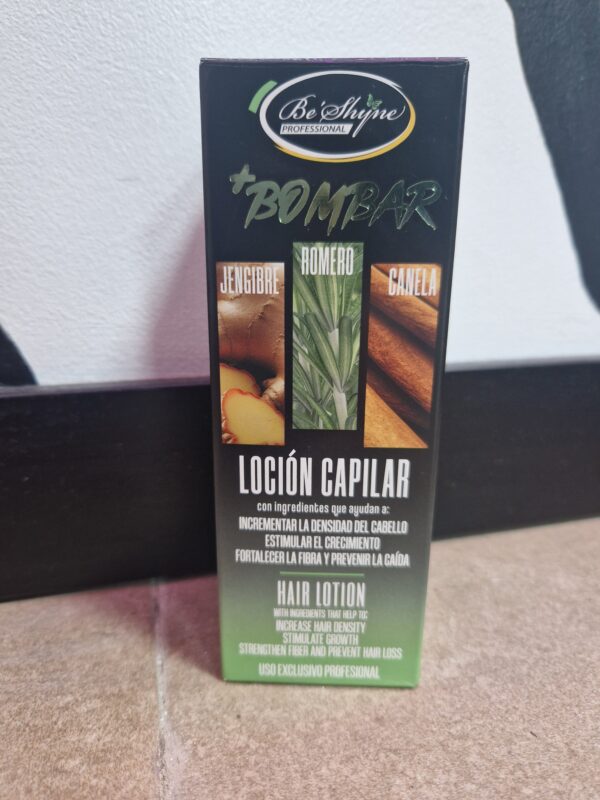 Be'Shyne
PROFESSIONAL
+BOMBAR
JENGIBRE
ROMERO
CANELA
LOCIÓN CAPILAR
con ingredientes que ayudan a:
INCREMENTAR LA DENSIDAD DEL CABELLO
ESTIMULAR EL CRECIMIENTO
FORTALECER LA FIBRA Y PREVENIR LA CAÍDA
HAIR LOTION
WITH INGREDIENTS THAT HELP TO:
INCREASE HAIR DENSITY
STIMULATE GROWTH
STRENGTHEN FIBER AND PREVENT HAIR LOSS
USO EXCLUSIVO PROFESIONAL